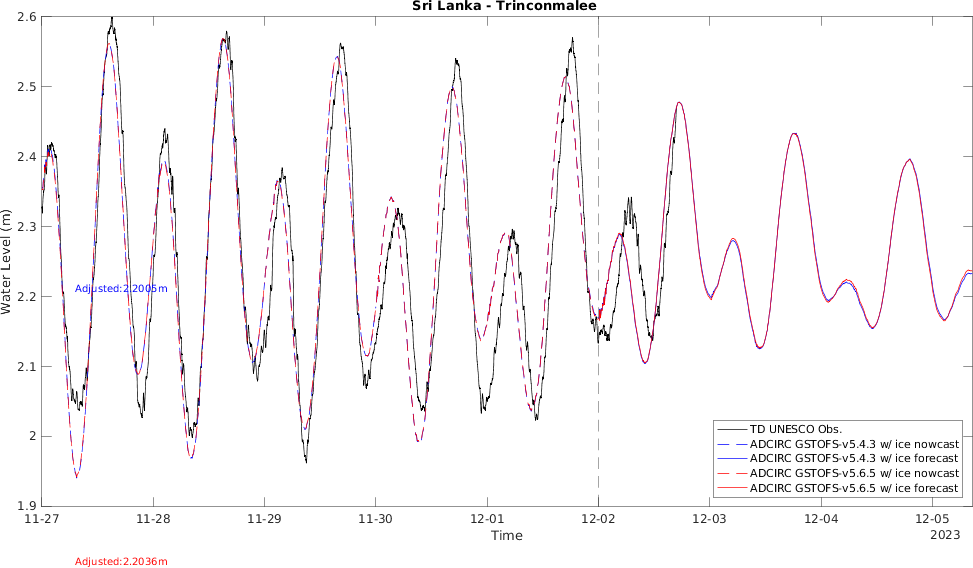 Sri Lanka - Trinconmalee
2.6
2.5
2.4
2.3
2.2
2.1
2
1.9
Water Level (m)
Adjusted:2.2005m
TD UNESCO Obs.
ADCIRC GSTOFS-v5.4.3 w/ ice nowcast
ADCIRC GSTOFS-v5.4.3 w/ ice forecast
ADCIRC GSTOFS-v5.6.5 w/ ice nowcast
ADCIRC GSTOFS-v5.6.5 w/ ice forecast
11-27 11-28 11-29 11-30 12-01 12-02 12-03 12-04 12-05
Time
2023
Adjusted:2.2036m